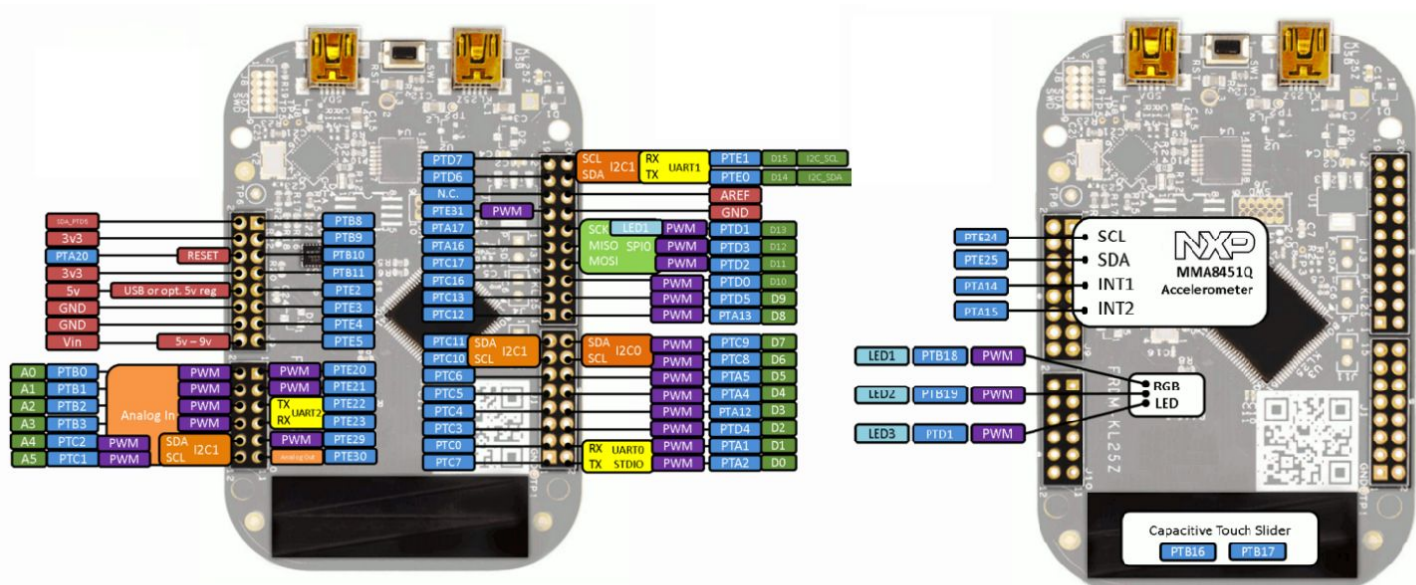 PTD7 SCL I2C1 RX UART1 PTE1 D15 I2C_SCL
PTD6 SDA TX PTE0 D14 I2C_SDA
N.C. AREF
PTE31 PWM GND
PTA17 SCK LED1 PWM PTD1 D13
PTA16 MISO SPI0 PWM PTD3 D12
PTC17 MOSI PWM PTD2 D11
PTC16 PWM PTD0 D10
PTC13 PWM PTD5 D9
PTC12 PWM PTA13 D8
PTC11 SDA I2C1 SDA I2C0 PWM PTC9 D7
PTC10 SCL SCL PWM PTC8 D6
PTC6 PWM PTA5 D5
PTC5 PWM PTA4 D4
PTC4 PWM PTA12 D3
PTC3 PWM PTD4 D2
PTC0 RX UART0 PWM PTA1 D1
PTC7 TX STDIO PWM PTA2 D0
SDA_PTD5 PTB8
3v3 PTB9
PTA20 RESET PTB10
3v3 PTB11
5v USB or opt. 5v reg PTE2
GND PTE3
GND PTE4
Vin 5v – 9v PTE5
A0 PTB0 Analog In PWM PWM PTE20
A1 PTB1 PWM PWM PTE21
A2 PTB2 PWM TX UART2 PTE22
A3 PTB3 PWM RX PTE23
A4 PTC2 PWM SDA I2C1 PWM PTE29
A5 PTC1 PWM SCL Analog Out PTE30
PTE24 SCL NXP
PTE25 SDA MMA8451Q
PTA14 INT1 Accelerometer
PTA15 INT2
LED1 PTB18 PWM RGB
LED2 PTB19 PWM LED
LED3 PTD1 PWM
FRDM-KL25Z
J10
Capacitive Touch Slider
PTB16 PTB17